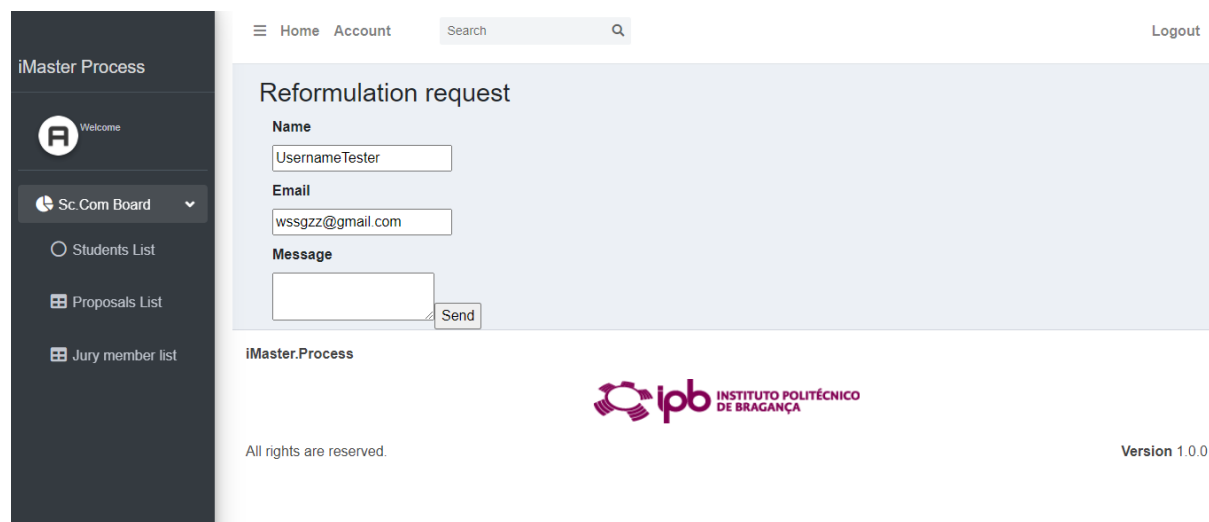 iMaster Process
Welcome
Sc.Com Board
Students List
Proposals List
Jury member list
Home Account Search Logout
Reformulation request
Name
UsernameTester
Email
wssgzz@gmail.com
Message
Send
iMaster.Process
ipb INSTITUTO POLITÉCNICO
DE BRAGANÇA
All rights are reserved. Version 1.0.0